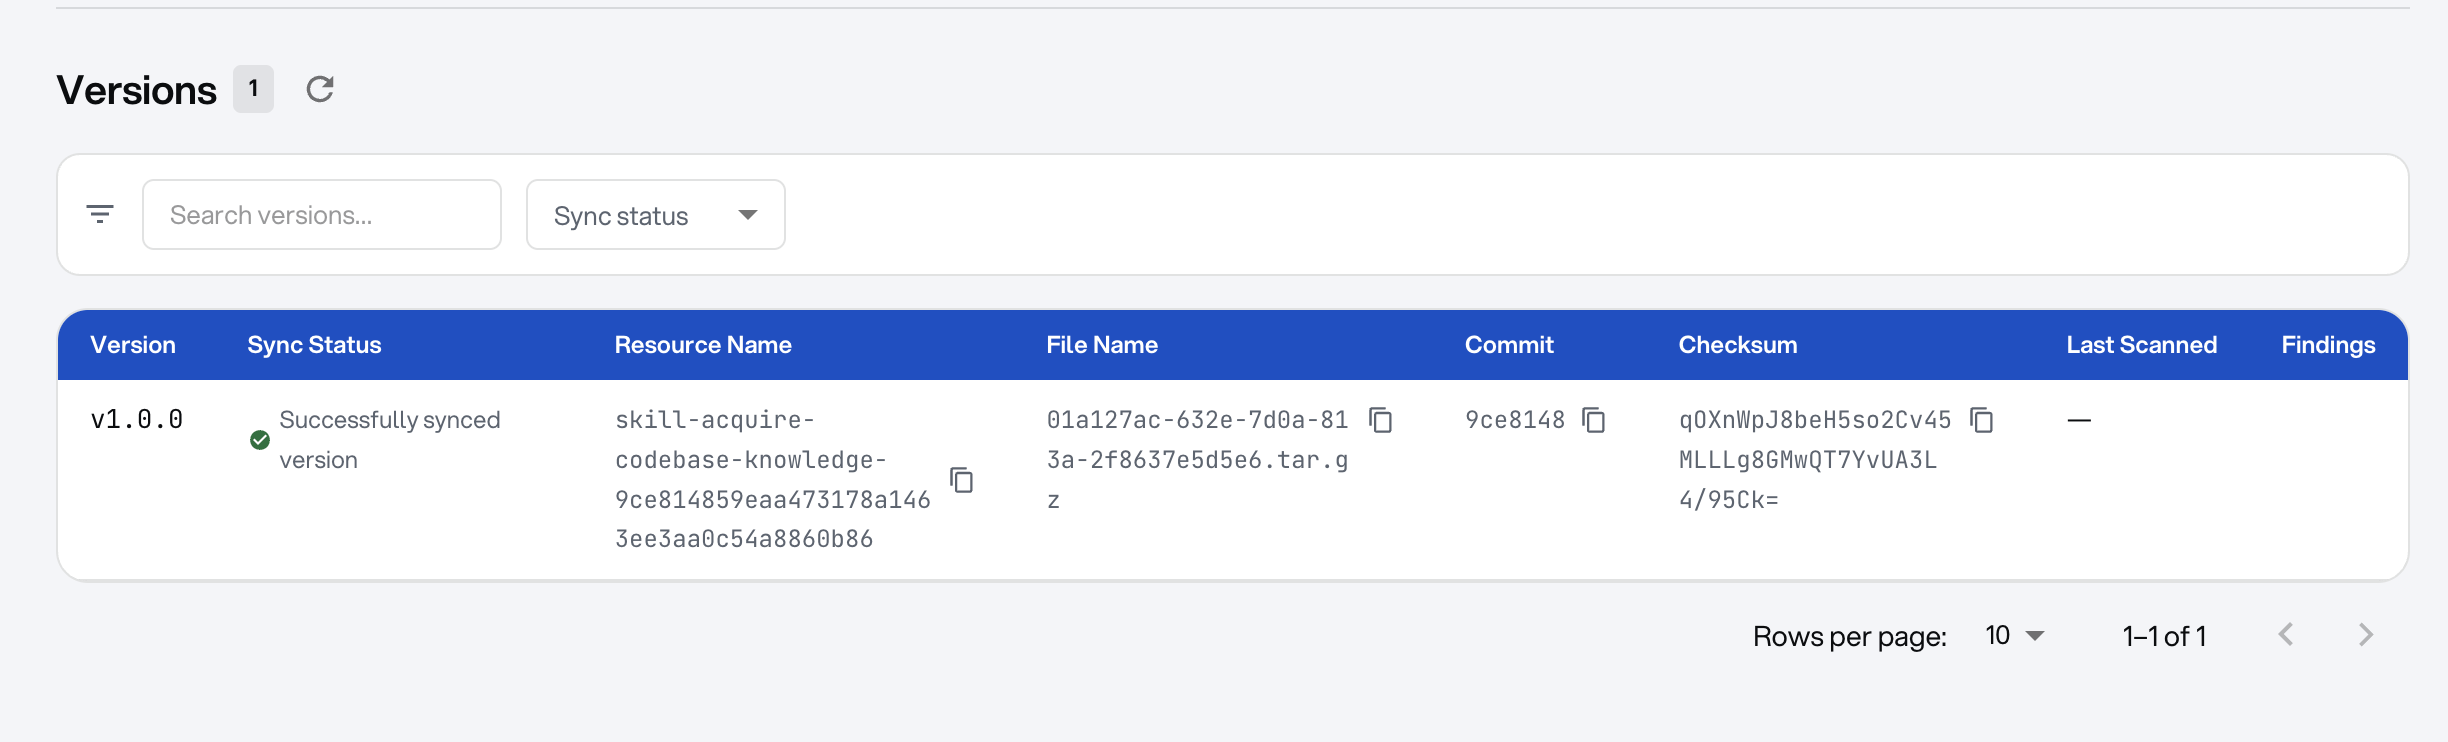 Versions 1
Search versions...
Sync status
Version Sync Status Resource Name File Name Commit Checksum Last Scanned Findings
v1.0.0
Successfully synced
version
skill-acquire-
codebase-knowledge-
9ce814859eaa473178a146
3ee3aa0c54a8860b86
01a127ac-632e-7d0a-81
3a-2f8637e5d5e6.tar.g
z
9ce8148
qOXnWpJ8beH5so2Cv45
MLLLg8GMwQT7YvUA3L
4/95Ck=
—
Rows per page: 10 1–1 of 1